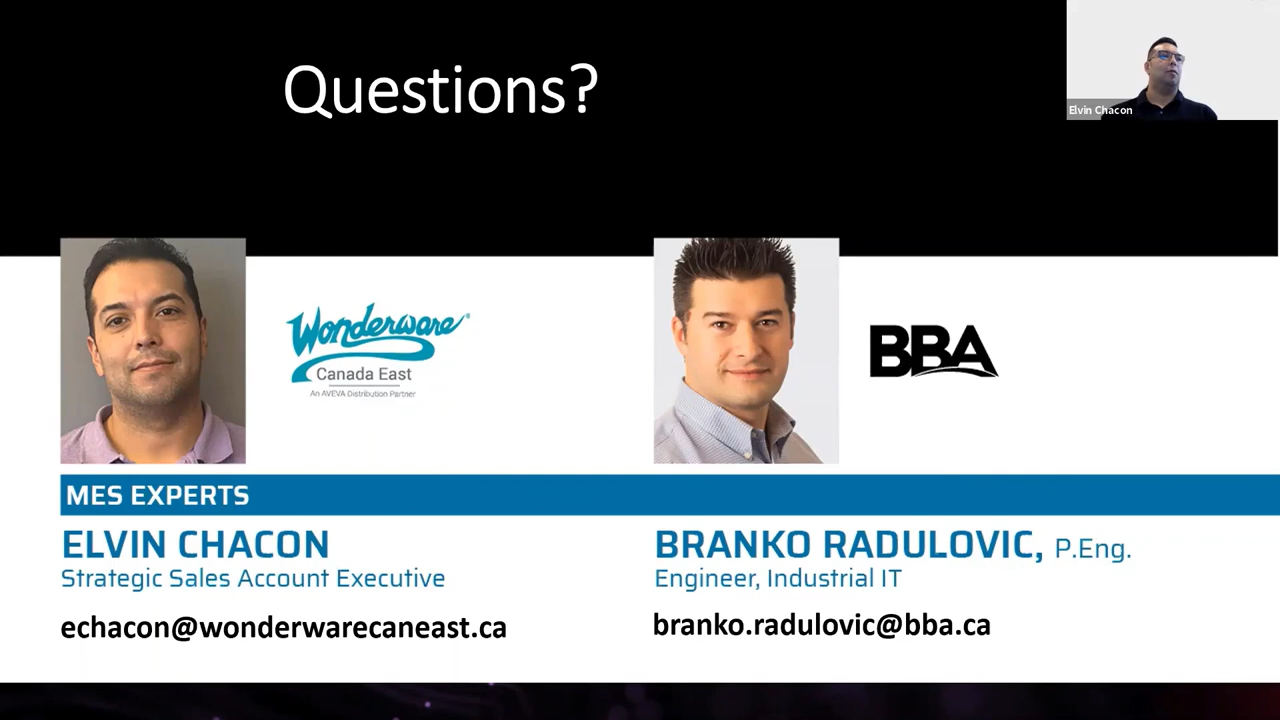 Questions?
Elvin Chacon
Wonderware®
Canada East
An AVEVA Distribution Partner
BBA
MES EXPERTS
ELVIN CHACON
Strategic Sales Account Executive
echacon@wonderwarecaneast.ca
BRANKO RADULOVIC, P.Eng.
Engineer, Industrial IT
branko.radulovic@bba.ca